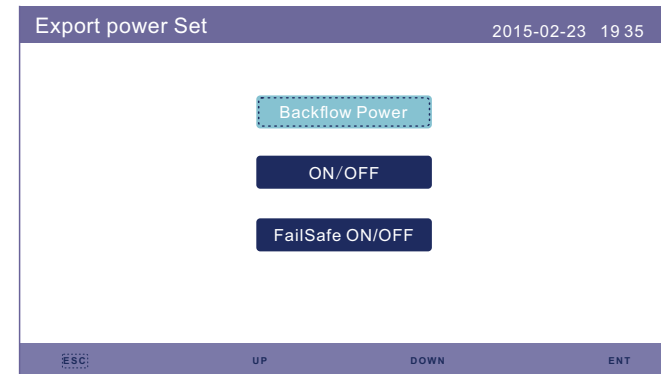 Export power Set 2015-02-23 19 35
Backflow Power
ON/OFF
FailSafe ON/OFF
ESC UP DOWN ENT